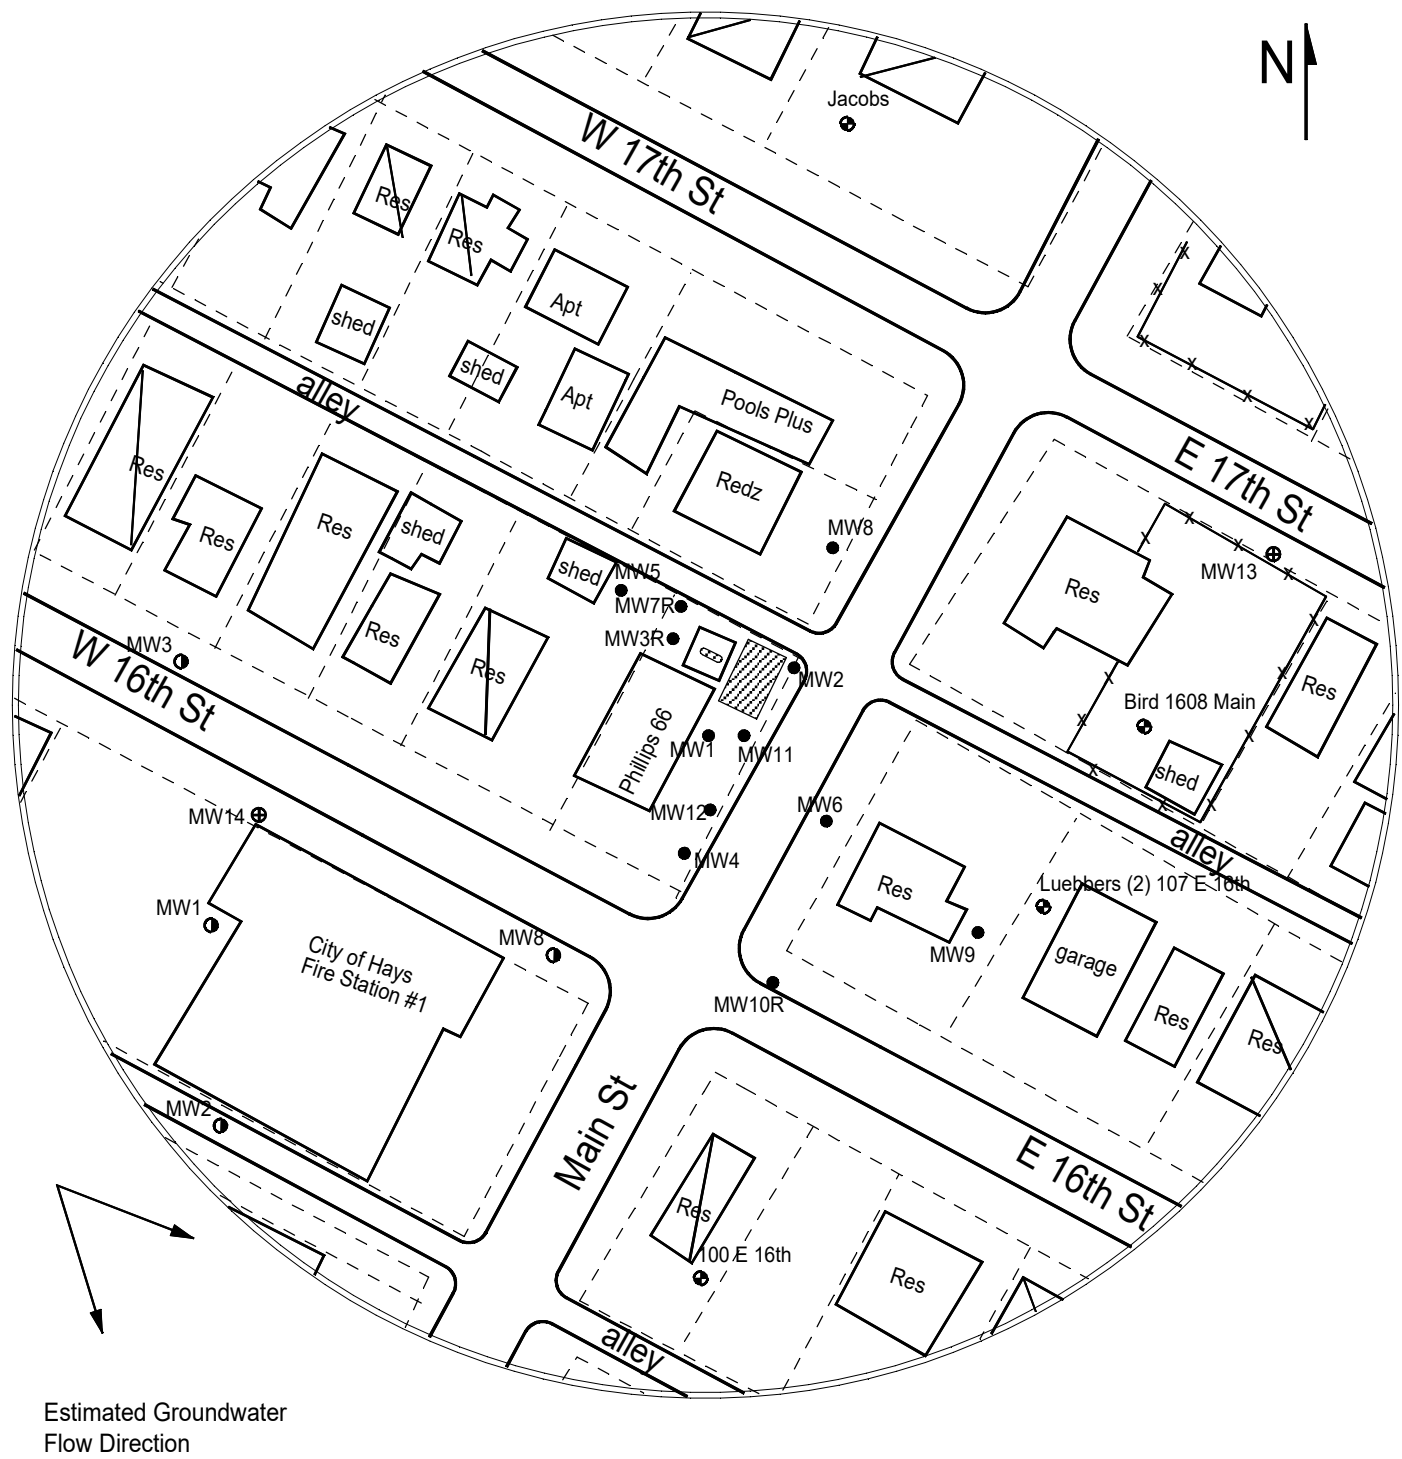 N
Jacobs
W 17th St
Res
Res
Apt
shed
shed
Apt
alley
Pools Plus
Redz
E 17th St
MW8
MW13
Res
Res
Res
Res
shed
Res
shed
MW5
MW7R
MW3R
MW2
Res
Res
Bird 1608 Main
shed
MW3
W 16th St
Phillips 66
MW1
MW11
MW12
MW4
MW6
alley
MW14
Res
Luebbers (2) 107 E 16th
MW9
garage
Res
Res
MW1
MW8
City of Hays
Fire Station #1
MW10R
MW2
Main St
E 16th St
Res
100 E 16th
Res
alley
x x x x x x x
x x x x x x x x x x x x x x
Estimated Groundwater
Flow Direction